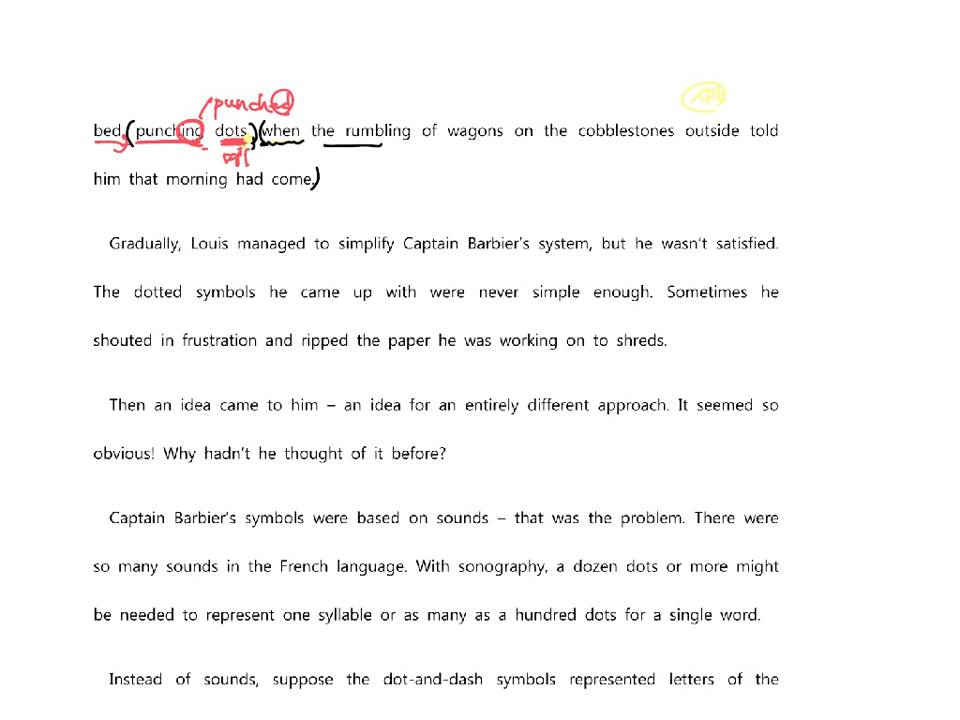 punched
bed, (punching dots) (when the rumbling of wagons on the cobblestones outside told
him that morning had come.)
Gradually, Louis managed to simplify Captain Barbier's system, but he wasn't satisfied.
The dotted symbols he came up with were never simple enough. Sometimes he
shouted in frustration and ripped the paper he was working on to shreds.
Then an idea came to him – an idea for an entirely different approach. It seemed so
obvious! Why hadn't he thought of it before?
Captain Barbier's symbols were based on sounds – that was the problem. There were
so many sounds in the French language. With sonography, a dozen dots or more might
be needed to represent one syllable or as many as a hundred dots for a single word.
Instead of sounds, suppose the dot-and-dash symbols represented letters of the